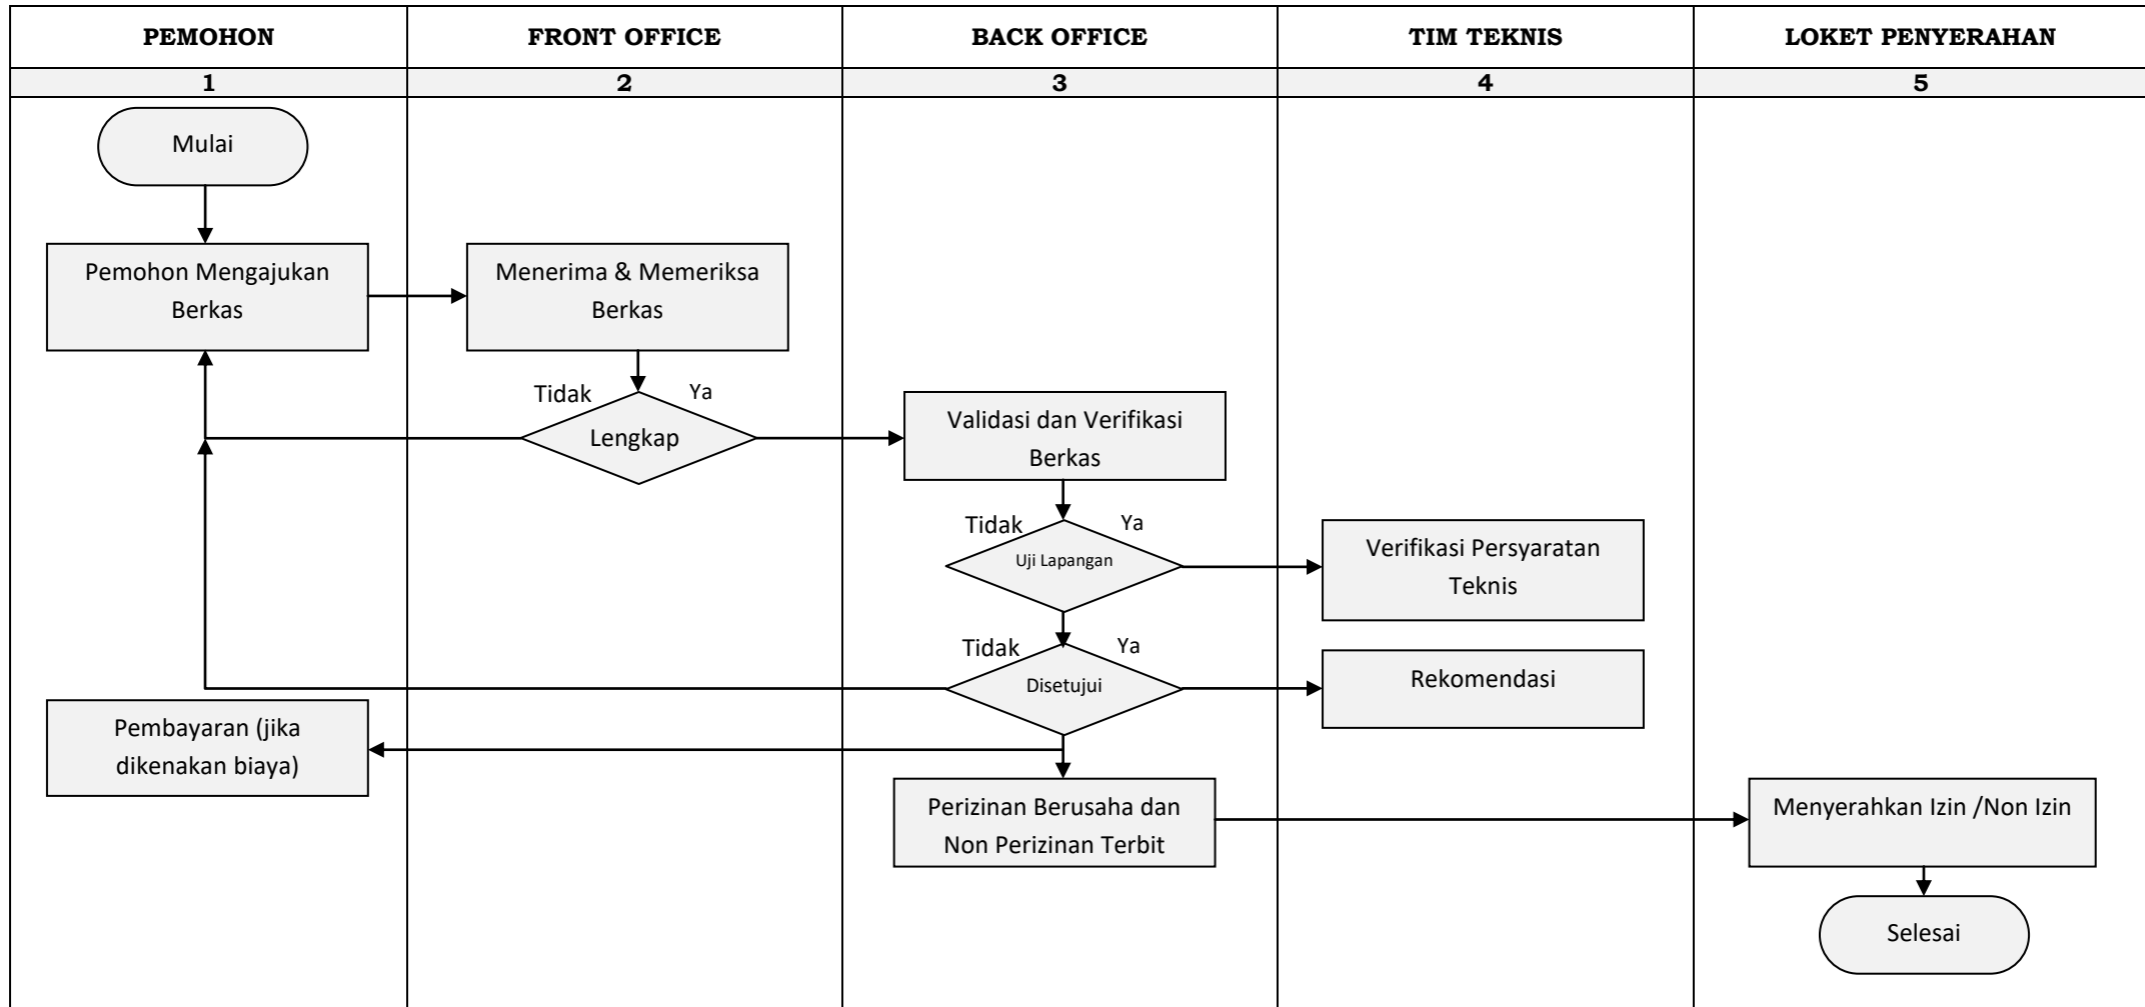 PEMOHON
FRONT OFFICE
BACK OFFICE
TIM TEKNIS
LOKET PENYERAHAN
1
2
3
4
5
Mulai
Pemohon Mengajukan
Berkas
Menerima & Memeriksa
Berkas
Tidak
Ya
Lengkap
Validasi dan Verifikasi
Berkas
Tidak
Ya
Uji Lapangan
Verifikasi Persyaratan
Teknis
Tidak
Ya
Disetujui
Rekomendasi
Pembayaran (jika
dikenakan biaya)
Perizinan Berusaha dan
Non Perizinan Terbit
Menyerahkan Izin /Non Izin
Selesai